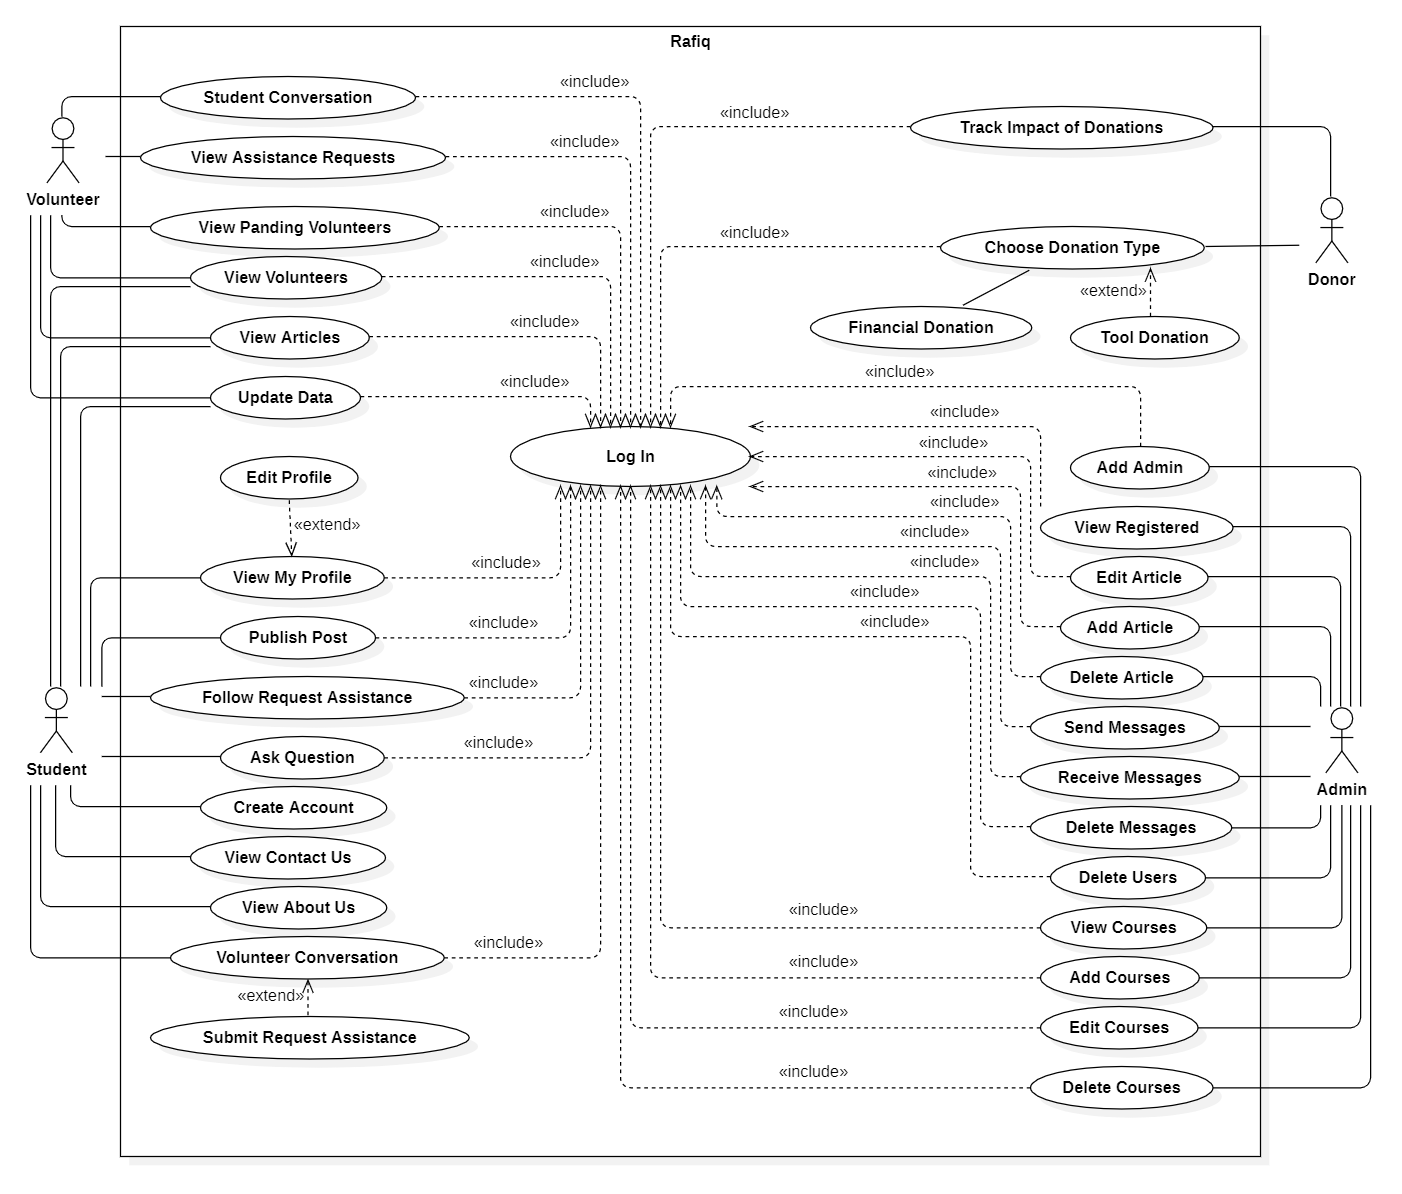 Rafiq
«include»
Student Conversation
«include»
Track Impact of Donations
«include»
View Assistance Requests
Volunteer
«include»
View Panding Volunteers
«include»
Choose Donation Type
«include»
View Volunteers
Donor
«extend»
«include»
View Articles
Financial Donation
Tool Donation
«include»
«include»
Update Data
«include»
«include»
Log In
Add Admin
«include»
Edit Profile
«include»
«extend»
«include»
View Registered
«include»
«include»
View My Profile
Edit Article
«include»
«include»
«include»
Publish Post
Add Article
«include»
Delete Article
Follow Request Assistance
Send Messages
«include»
Ask Question
Student
Receive Messages
Admin
Create Account
Delete Messages
View Contact Us
Delete Users
View About Us
«include»
View Courses
«include»
Volunteer Conversation
«include»
Add Courses
«extend»
«include»
Edit Courses
Submit Request Assistance
«include»
Delete Courses